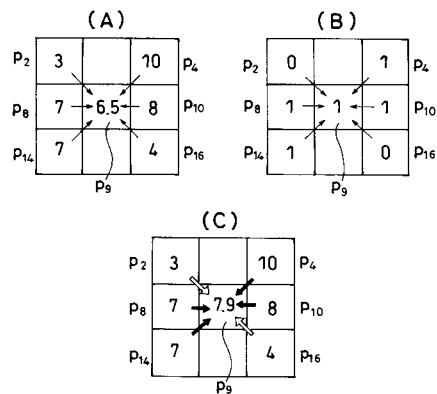 (A)
p2 3 10 p4
p8 7 6.5 8 p10
p14 7 4 p16
p9
(B)
p2 0 1 p4
p8 1 1 1 p10
p14 1 0 p16
p9
(C)
p2 3 10 p4
p8 7 7.9 8 p10
p14 7 4 p16
p9